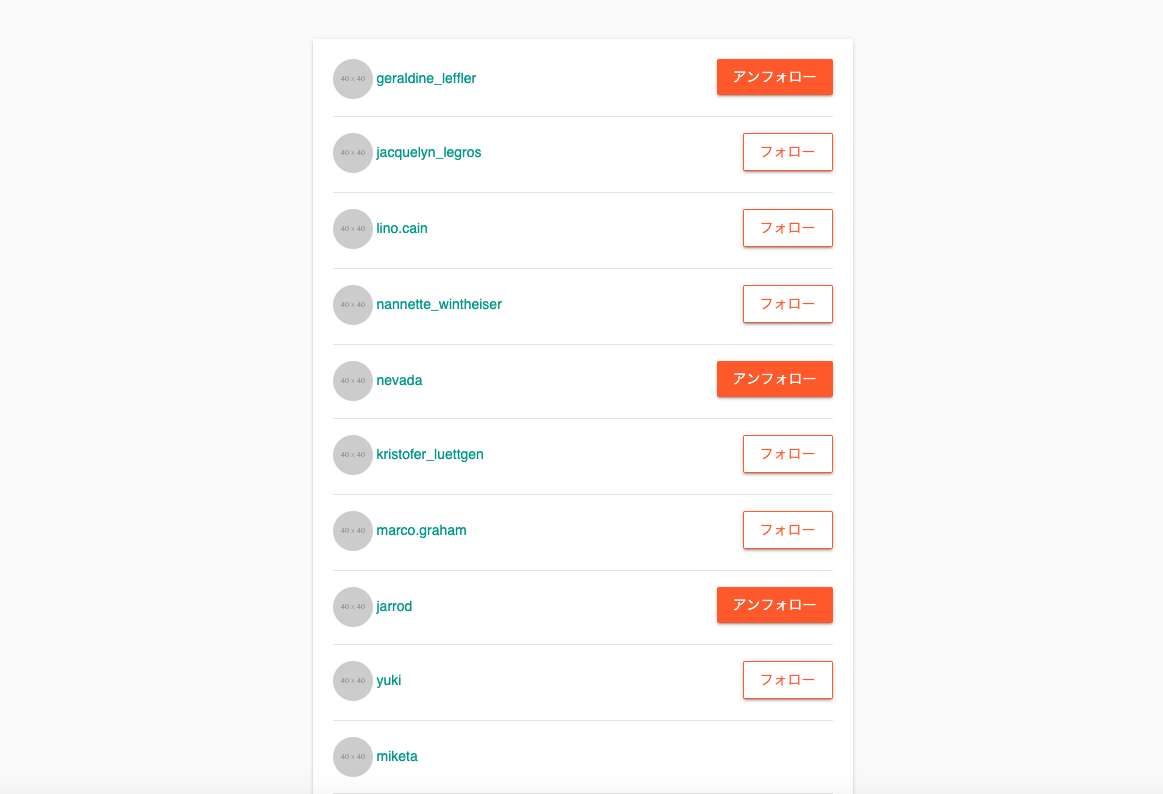 40 x 40 geraldine_leffler アンフォロー
40 x 40 jacquelyn_legros フォロー
40 x 40 lino.cain フォロー
40 x 40 nannette_wintheiser フォロー
40 x 40 nevada アンフォロー
40 x 40 kristofer_luettgen フォロー
40 x 40 marco.graham フォロー
40 x 40 jarrod アンフォロー
40 x 40 yuki フォロー
40 x 40 miketa